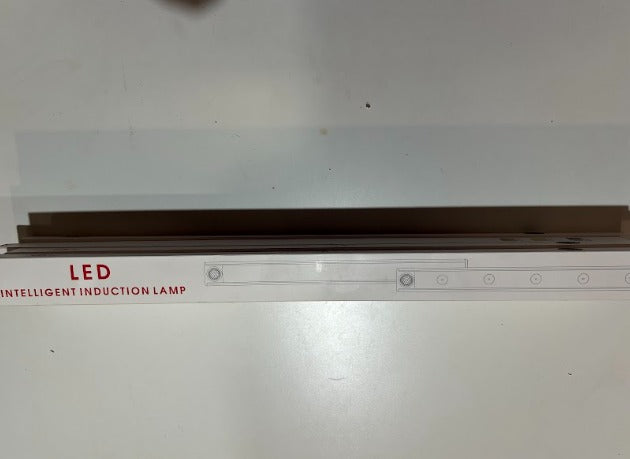 LED
INTELLIGENT INDUCTION LAMP